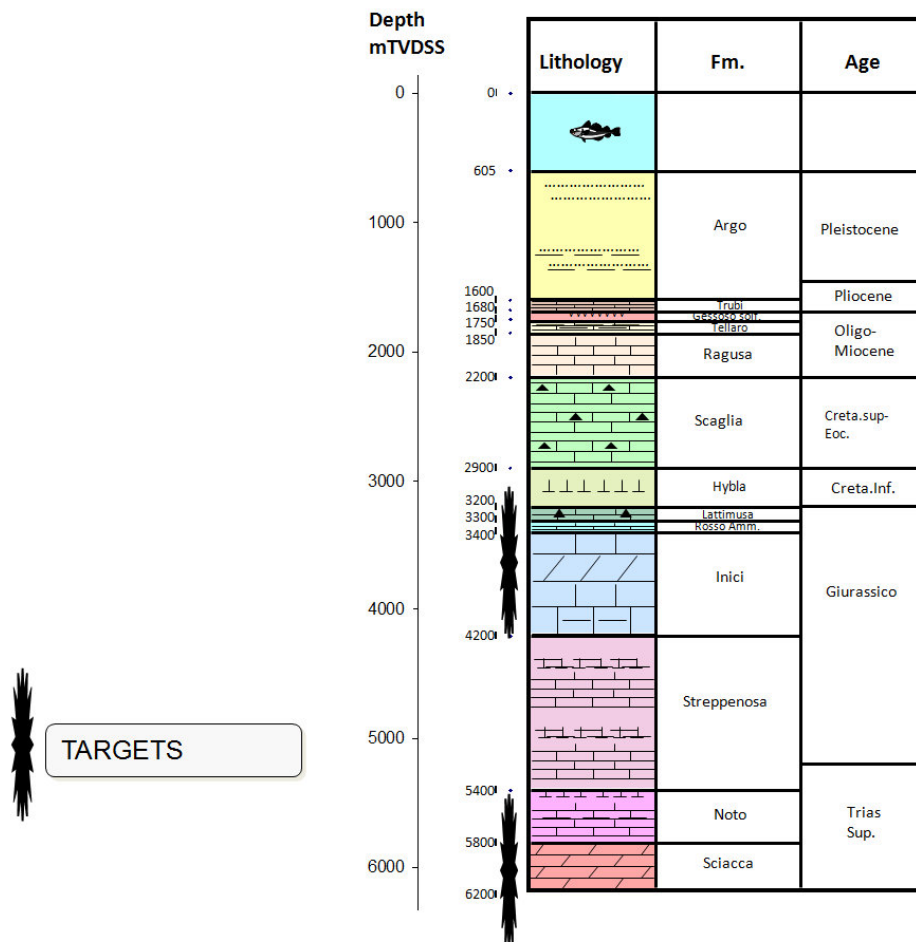 Depth
mTVDSS
Lithology
Fm.
Age
0
0
605
1000
Argo
Pleistocene
1600
Pliocene
1680
Trubi
Gessoso solf.
1750
Tellaro
Oligo-
Miocene
1850
2000
Ragusa
2200
Scaglia
Creta.sup-
Eoc.
2900
3000
Hybla
Creta.Inf.
3200
Lattimusa
3300
Rosso Amm.
3400
Inici
Giurassico
4000
4200
Streppenosa
5000
TARGETS
5400
Noto
Trias
Sup.
5800
Sciacca
6000
6200